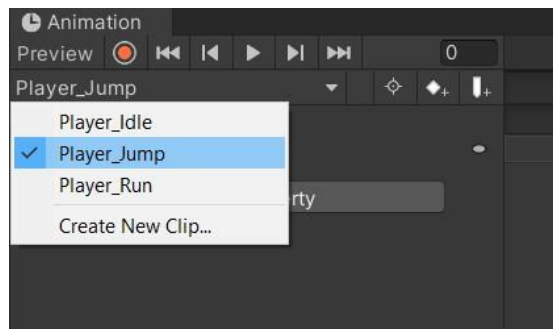 Animation
Preview 0
Player_Jump
Player_Idle
Player_Jump
Player_Run
rty
Create New Clip...